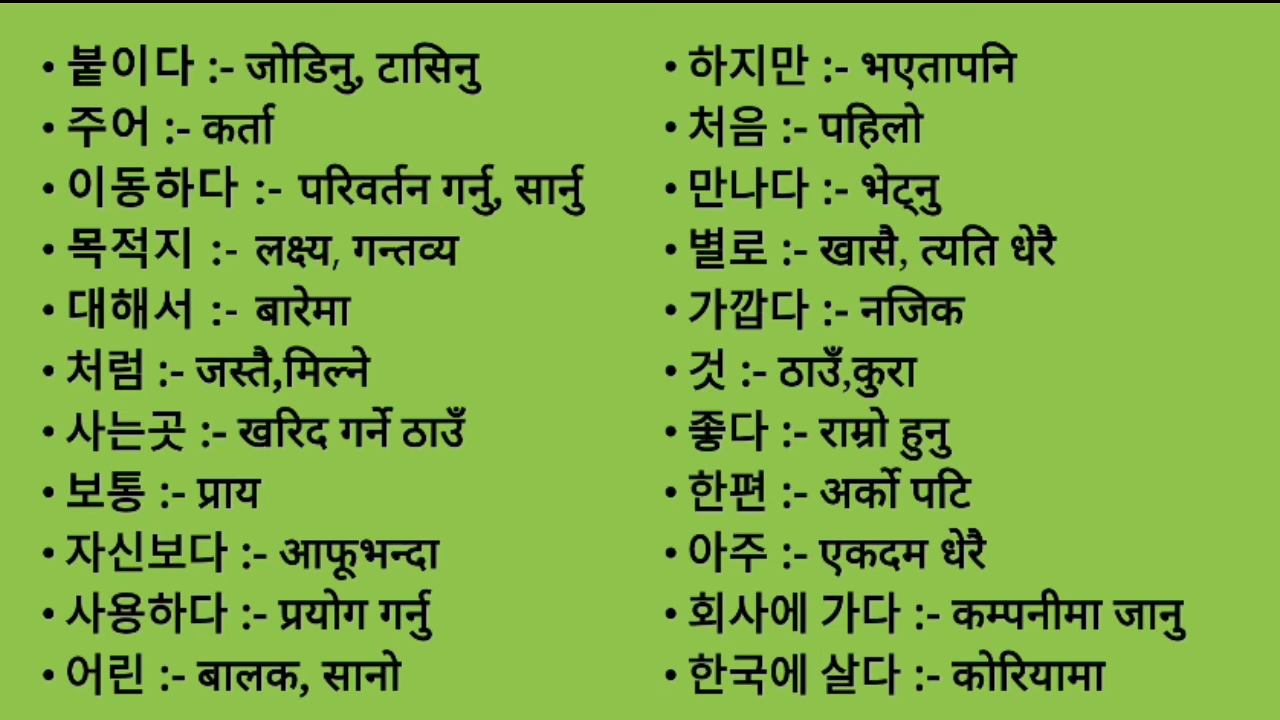 • 붙이다 :- जोडिनु, टासिनु
• 주어 :- कर्ता
• 이동하다 :- परिवर्तन गर्नु, सार्नु
• 목적지 :- लक्ष्य, गन्तव्य
• 대해서 :- बारेमा
• 처럼 :- जस्तै,मिल्ने
• 사는곳 :- खरिद गर्ने ठाउँ
• 보통 :- प्राय
• 자신보다 :- आफूभन्दा
• 사용하다 :- प्रयोग गर्नु
• 어린 :- बालक, सानो
• 하지만 :- भएतापनि
• 처음 :- पहिलो
• 만나다 :- भेट्नु
• 별로 :- खासै, त्यति धेरै
• 가깝다 :- नजिक
• 것 :- ठाउँ,कुरा
• 좋다 :- राम्रो हुनु
• 한편 :- अर्को पटि
• 아주 :- एकदम धेरै
• 회사에 가다 :- कम्पनीमा जानु
• 한국에 살다 :- कोरियामा